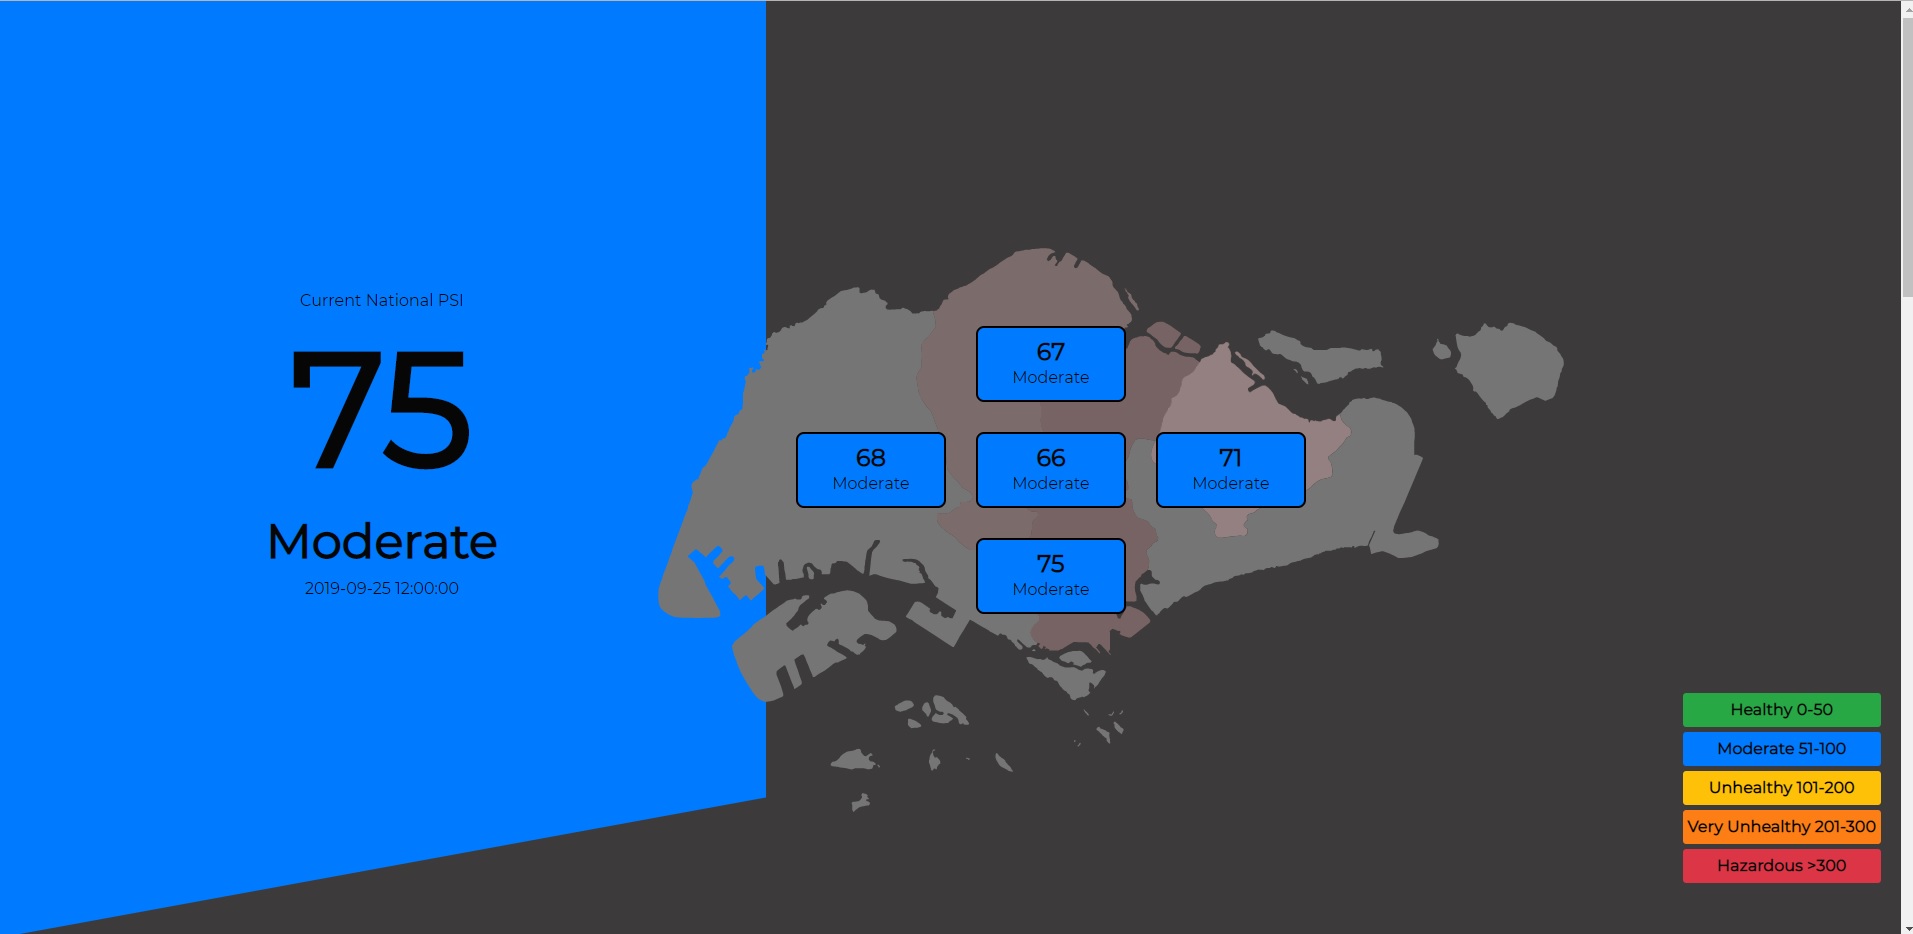 Current National PSI
75
Moderate
2019-09-25 12:00:00
67
Moderate
68
Moderate
66
Moderate
71
Moderate
75
Moderate
Healthy 0-50
Moderate 51-100
Unhealthy 101-200
Very Unhealthy 201-300
Hazardous >300